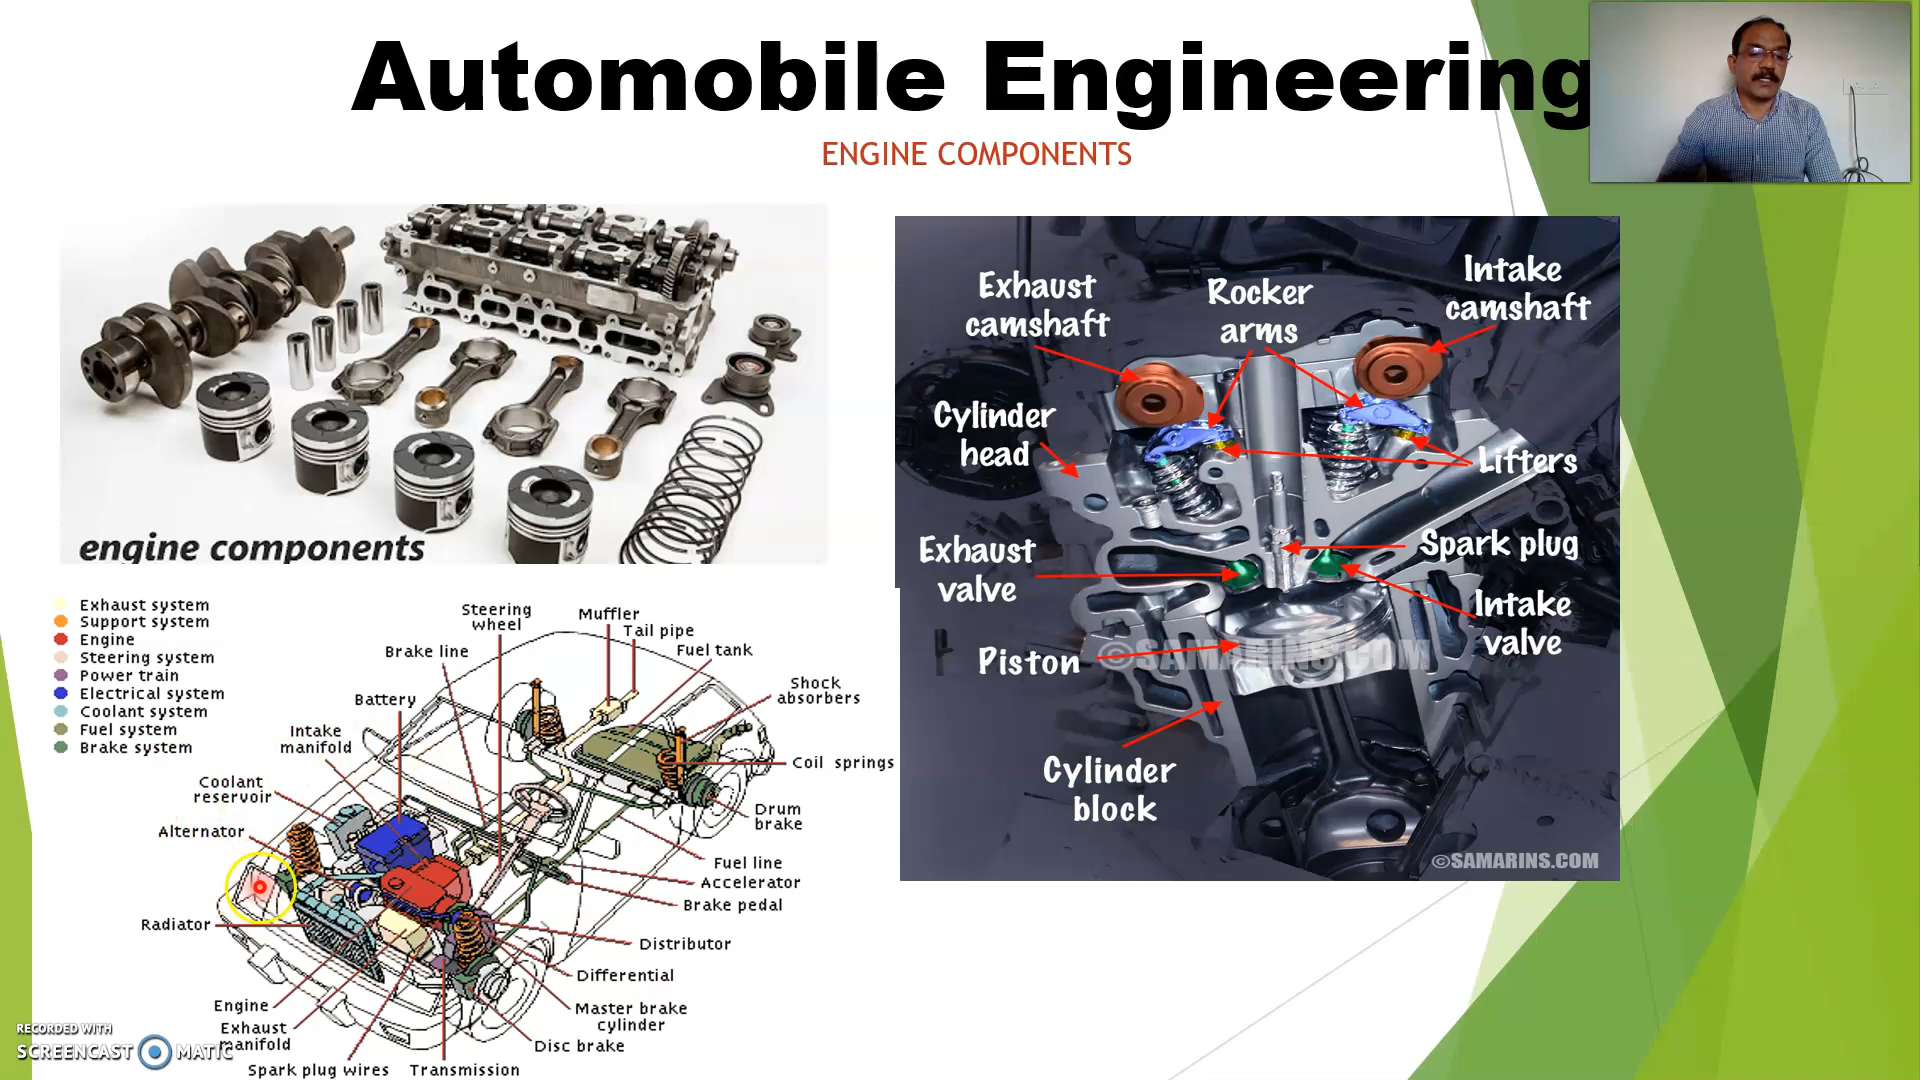 Automobile Engineering
ENGINE COMPONENTS
engine components
Exhaust
camshaft
Rocker
arms
Intake
camshaft
Cylinder
head
Lifters
Exhaust
valve
Spark plug
Intake
valve
Piston
©SAMARINS.COM
Cylinder
block
©SAMARINS.COM
Exhaust system
Support system
Engine
Steering system
Power train
Electrical system
Coolant system
Fuel system
Brake system
Steering
wheel
Muffler
Tail pipe
Brake line
Fuel tank
Battery
Shock
absorbers
Intake
manifold
Coil springs
Coolant
reservoir
Drum
brake
Alternator
Fuel line
Accelerator
Brake pedal
Radiator
Distributor
Differential
Engine
Master brake
cylinder
Exhaust
manifold
Disc brake
Spark plug wires
Transmission
RECORDED WITH
SCREENCAST MATIC